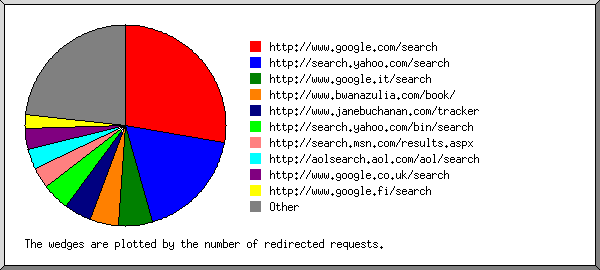 http://www.google.com/search
http://search.yahoo.com/search
http://www.google.it/search
http://www.bwanazulia.com/book/
http://www.janebuchanan.com/tracker
http://search.yahoo.com/bin/search
http://search.msn.com/results.aspx
http://aolsearch.aol.com/aol/search
http://www.google.co.uk/search
http://www.google.fi/search
Other
The wedges are plotted by the number of redirected requests.